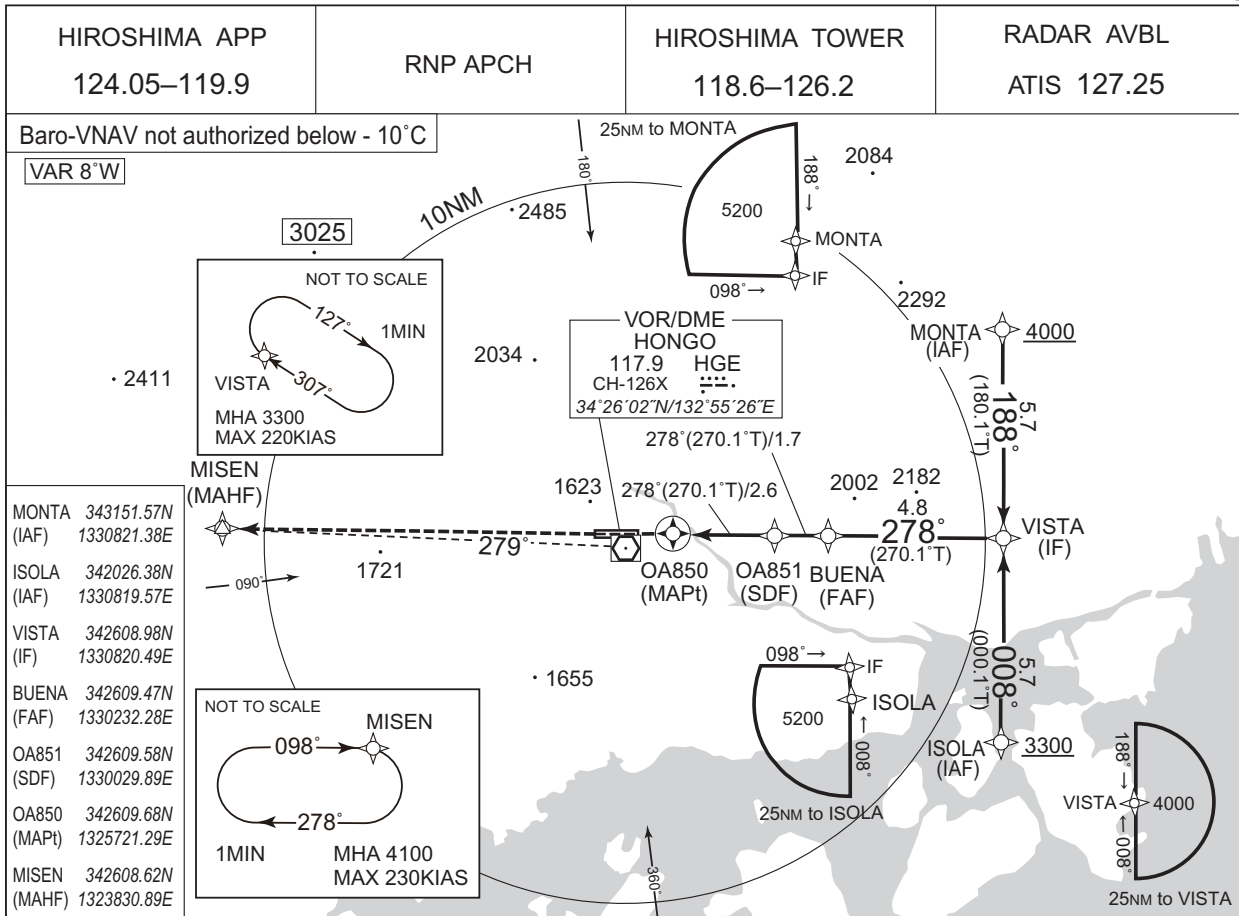 HIROSHIMA APP
124.05–119.9
RNP APCH
HIROSHIMA TOWER
118.6–126.2
RADAR AVBL
ATIS 127.25
Baro-VNAV not authorized below - 10˚C
VAR 8˚W
25NM to MONTA
188˚→
5200
MONTA
IF
098˚→
2084
180˚
10NM
2485
3025
NOT TO SCALE
127˚
1MIN
307˚
VISTA
MHA 3300
MAX 220KIAS
2411
2034
VOR/DME
HONGO
117.9 HGE
CH-126X
34˚26´02˝N/132˚55´26˝E
2292
MONTA
(IAF)
4000
5.7
188˚
(180.1˚T)
278˚(270.1˚T)/1.7
278˚(270.1˚T)/2.6
1623
2002
2182
4.8
278˚
(270.1˚T)
VISTA
(IF)
MISEN
(MAHF)
279˚
1721
090˚
OA850
(MAPt)
OA851
(SDF)
BUENA
(FAF)
MONTA 343151.57N
(IAF) 1330821.38E
ISOLA 342026.38N
(IAF) 1330819.57E
VISTA 342608.98N
(IF) 1330820.49E
BUENA 342609.47N
(FAF) 1330232.28E
OA851 342609.58N
(SDF) 1330029.89E
OA850 342609.68N
(MAPt) 1325721.29E
MISEN 342608.62N
(MAHF) 1323830.89E
1655
NOT TO SCALE
MISEN
098˚
278˚
1MIN
MHA 4100
MAX 230KIAS
098˚→
IF
ISOLA
5200
008˚→
25NM to ISOLA
5.7
008˚
(000.1˚T)
ISOLA
(IAF)
3300
360˚
188˚→
VISTA
4000
008˚→
25NM to VISTA